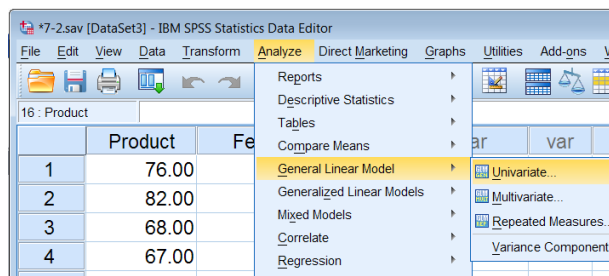 *7-2.sav [DataSet3] - IBM SPSS Statistics Data Editor
File Edit View Data Transform Analyze Direct Marketing Graphs Utilities Add-ons
16 : Product
Reports
Descriptive Statistics
Tables
Compare Means
General Linear Model
Generalized Linear Models
Mixed Models
Correlate
Regression
Univariate...
Multivariate...
Repeated Measures...
Variance Component
Product Fe ar var
1 76.00
2 82.00
3 68.00
4 67.00